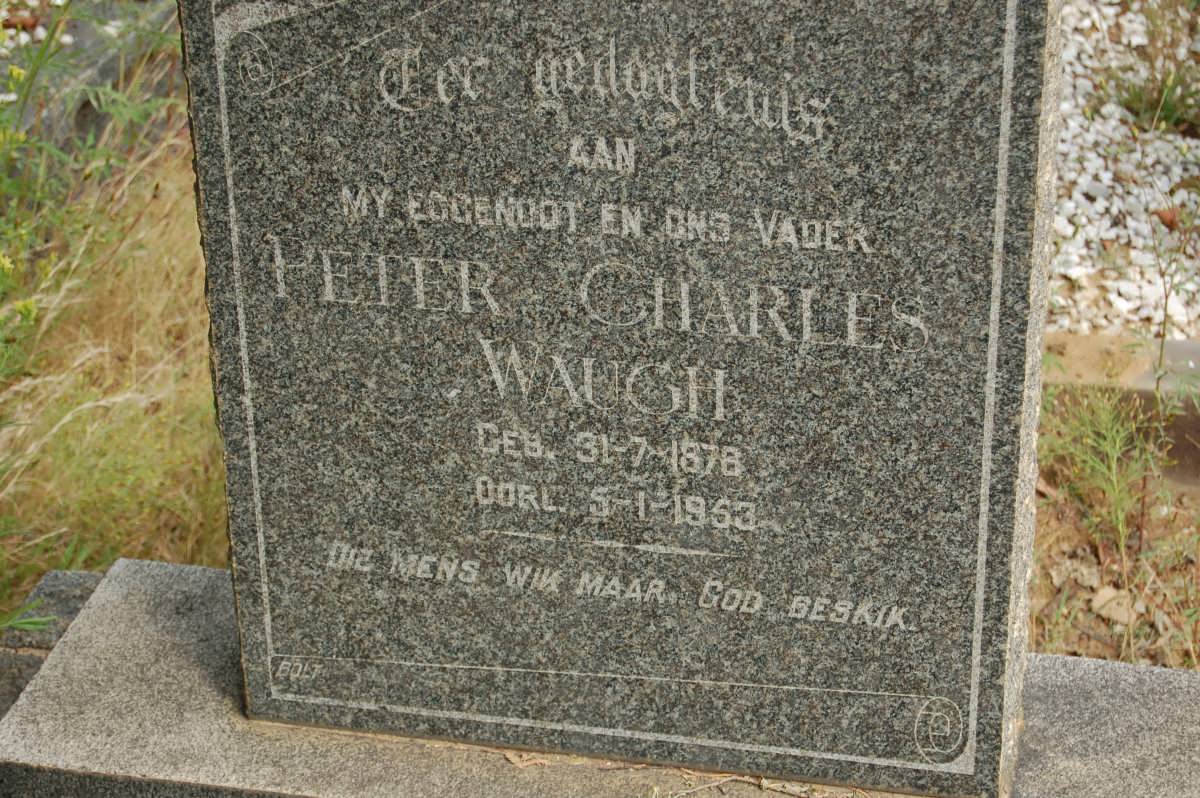 Ter gedagtenis
AAN
MY EGGENOOT EN ONS VADER
PETER CHARLES
WAUGH
GEB. 31-7-1878
OORL. 5-1-1953.
DIE MENS WIK MAAR GOD BESKIK.
BOLT